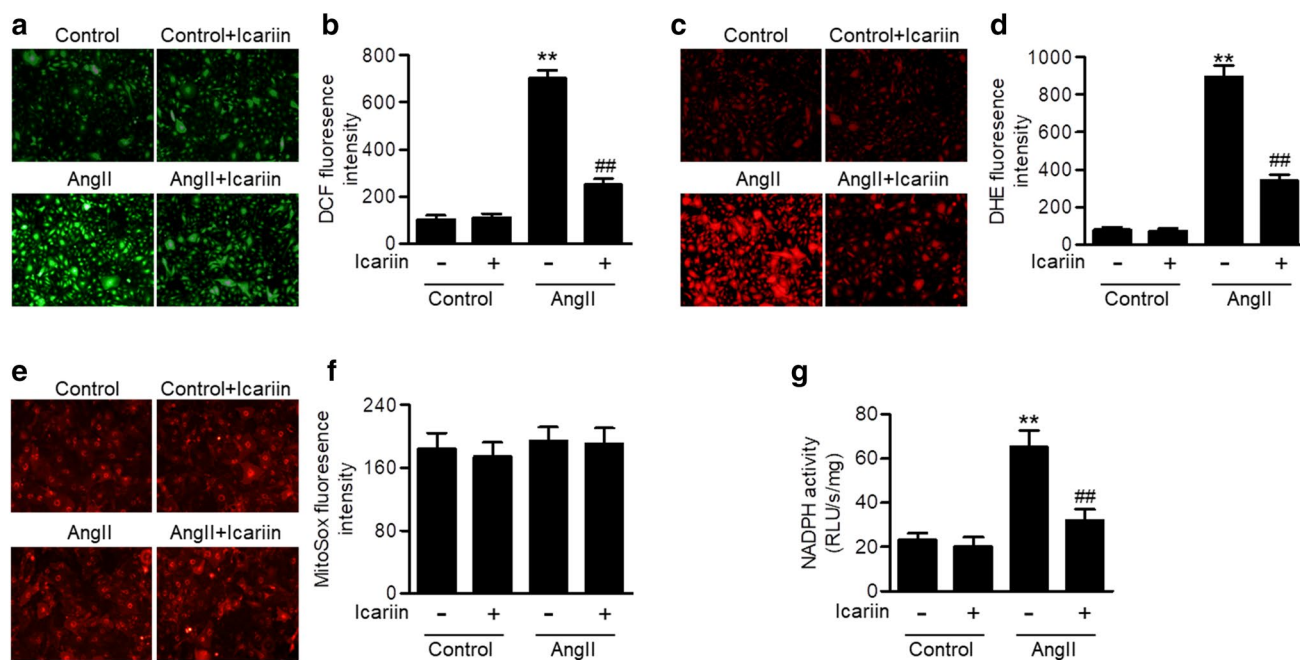 a
Control
Control+Icariin
AngII
AngII+Icariin
b
DCF fluoresence
intensity
800
600
400
200
0
**
##
Icariin - + - +
Control AngII
c
Control
Control+Icariin
AngII
AngII+Icariin
d
DHE fluoresence
intensity
1000
800
600
400
200
0
**
##
Icariin - + - +
Control AngII
e
Control
Control+Icariin
AngII
AngII+Icariin
f
MitoSox fluoresence
intensity
240
160
80
0
Icariin - + - +
Control AngII
g
NADPH activity
(RLU/s/mg)
80
60
40
20
0
**
##
Icariin - + - +
Control AngII